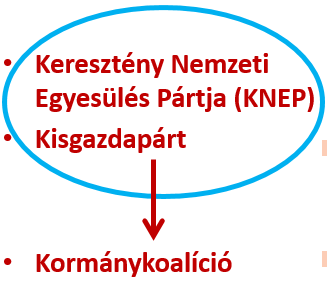 • Keresztény Nemzeti
Egyesülés Pártja (KNEP)
• Kisgazdapárt
• Kormánykoalíció